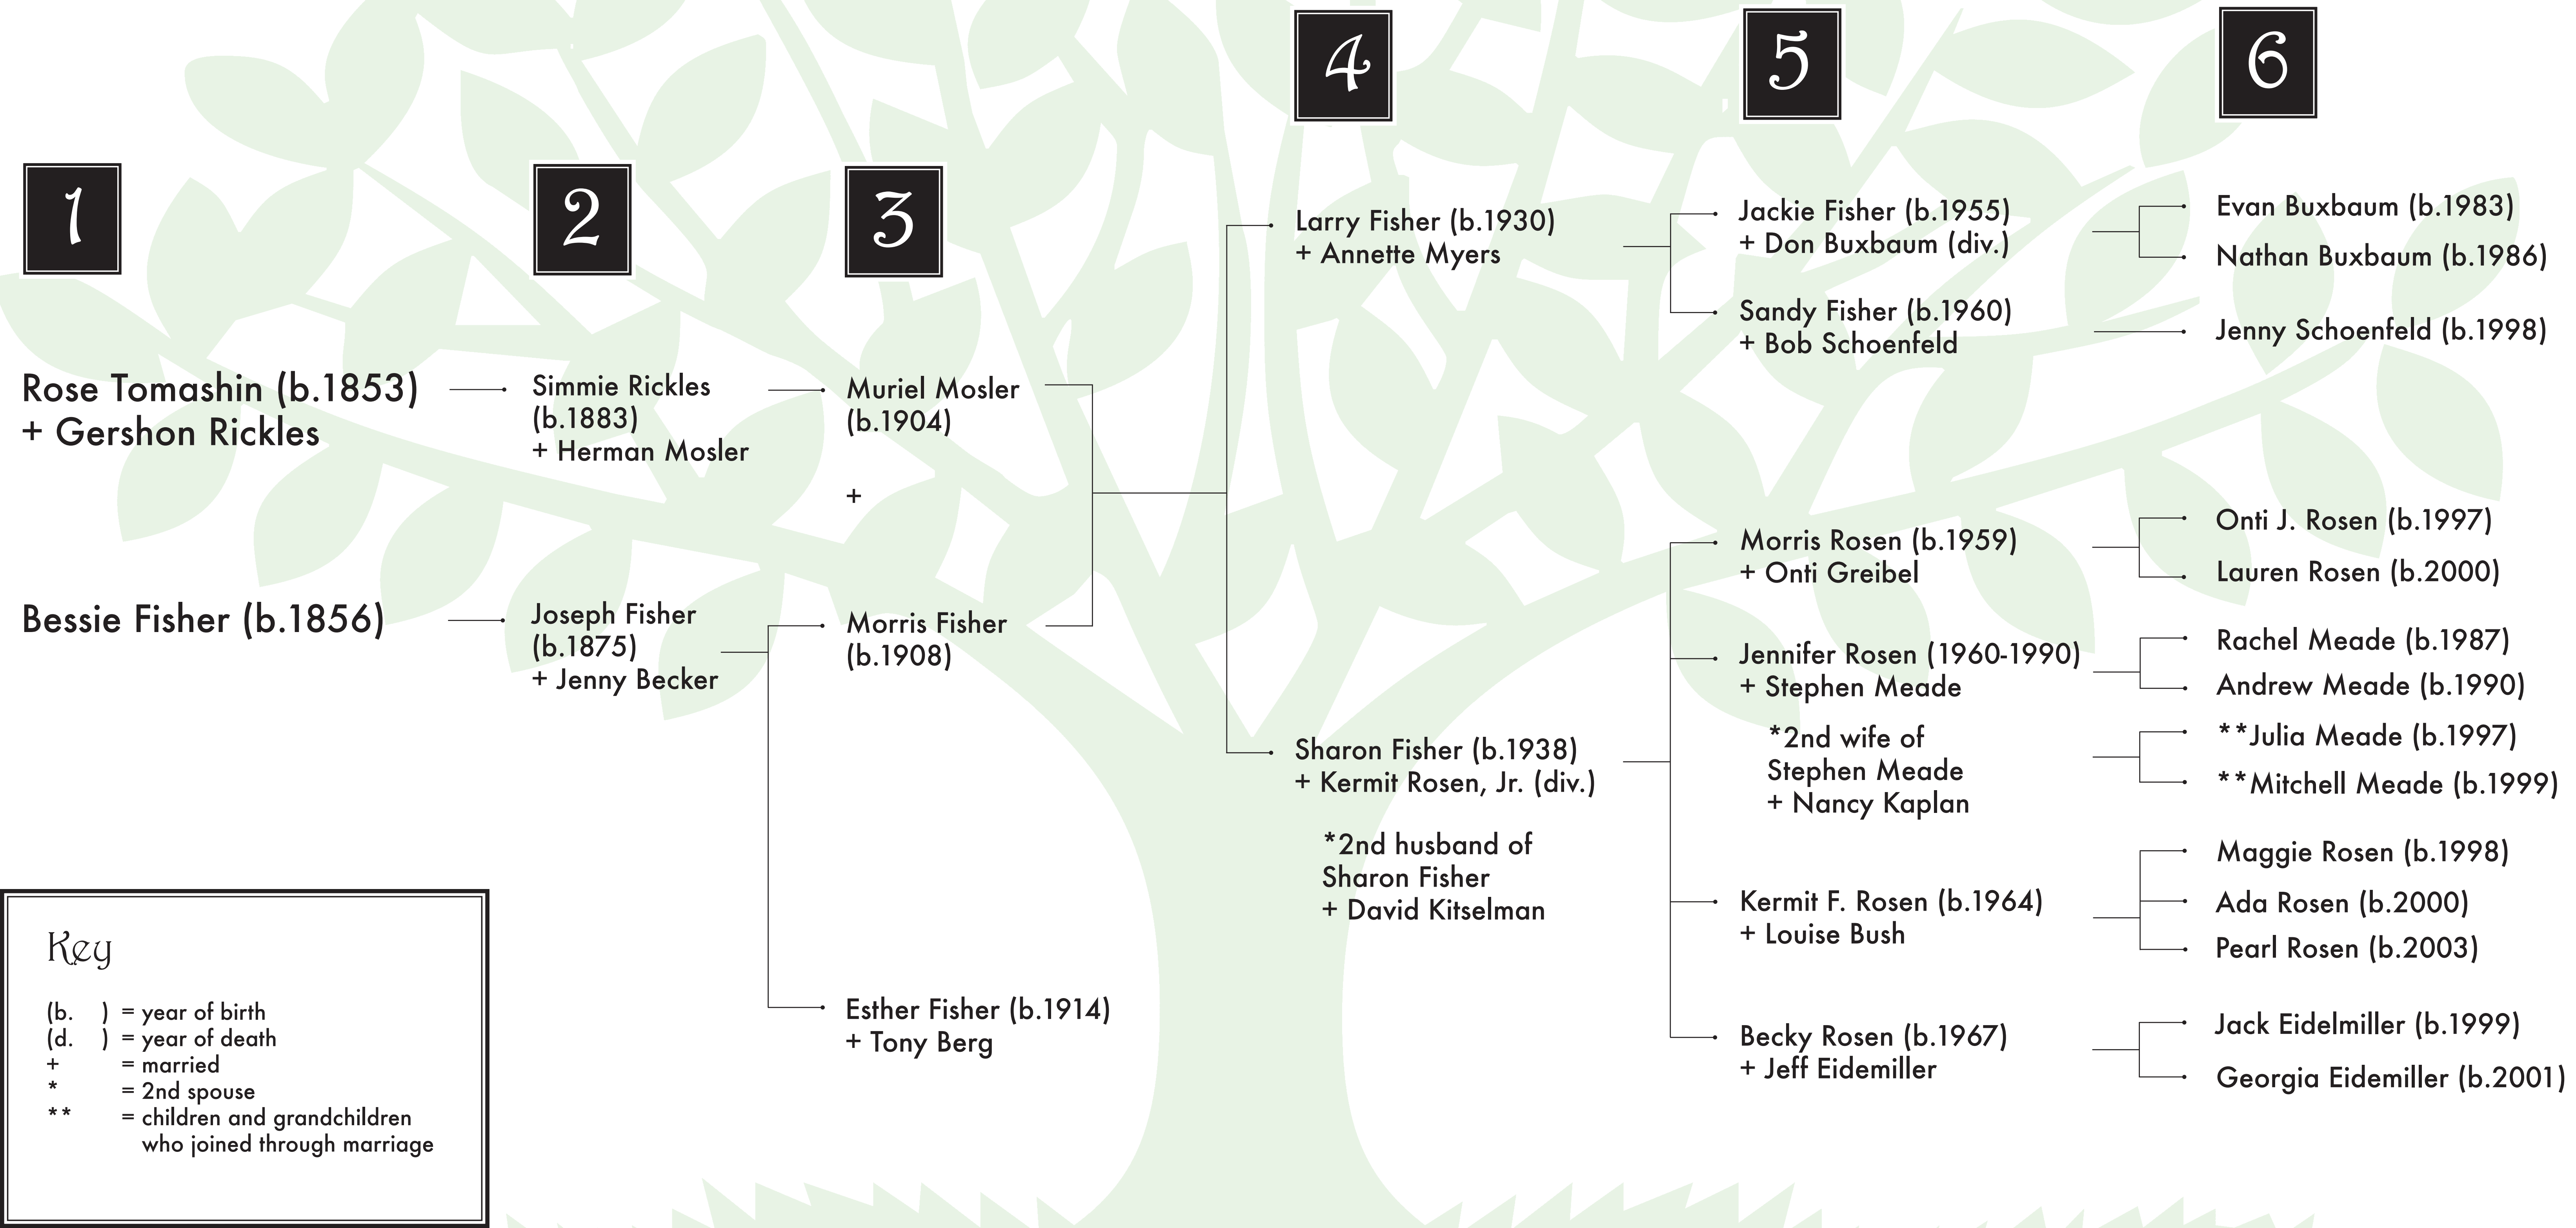 1
2
3
4
5
6
Rose Tomashin (b.1853)
+ Gershon Rickles
Bessie Fisher (b.1856)
Simmie Rickles
(b.1883)
+ Herman Mosler
Joseph Fisher
(b.1875)
+ Jenny Becker
Muriel Mosler
(b.1904)
+
Morris Fisher
(b.1908)
Esther Fisher (b.1914)
+ Tony Berg
Larry Fisher (b.1930)
+ Annette Myers
Sharon Fisher (b.1938)
+ Kermit Rosen, Jr. (div.)
*2nd husband of
Sharon Fisher
+ David Kitselman
Jackie Fisher (b.1955)
+ Don Buxbaum (div.)
Sandy Fisher (b.1960)
+ Bob Schoenfeld
Morris Rosen (b.1959)
+ Onti Greibel
Jennifer Rosen (1960-1990)
+ Stephen Meade
*2nd wife of
Stephen Meade
+ Nancy Kaplan
Kermit F. Rosen (b.1964)
+ Louise Bush
Becky Rosen (b.1967)
+ Jeff Eidemiller
Evan Buxbaum (b.1983)
Nathan Buxbaum (b.1986)
Jenny Schoenfeld (b.1998)
Onti J. Rosen (b.1997)
Lauren Rosen (b.2000)
Rachel Meade (b.1987)
Andrew Meade (b.1990)
**Julia Meade (b.1997)
**Mitchell Meade (b.1999)
Maggie Rosen (b.1998)
Ada Rosen (b.2000)
Pearl Rosen (b.2003)
Jack Eidelmiller (b.1999)
Georgia Eidemiller (b.2001)
Key
(b. ) = year of birth
(d. ) = year of death
+ = married
* = 2nd spouse
** = children and grandchildren
who joined through marriage